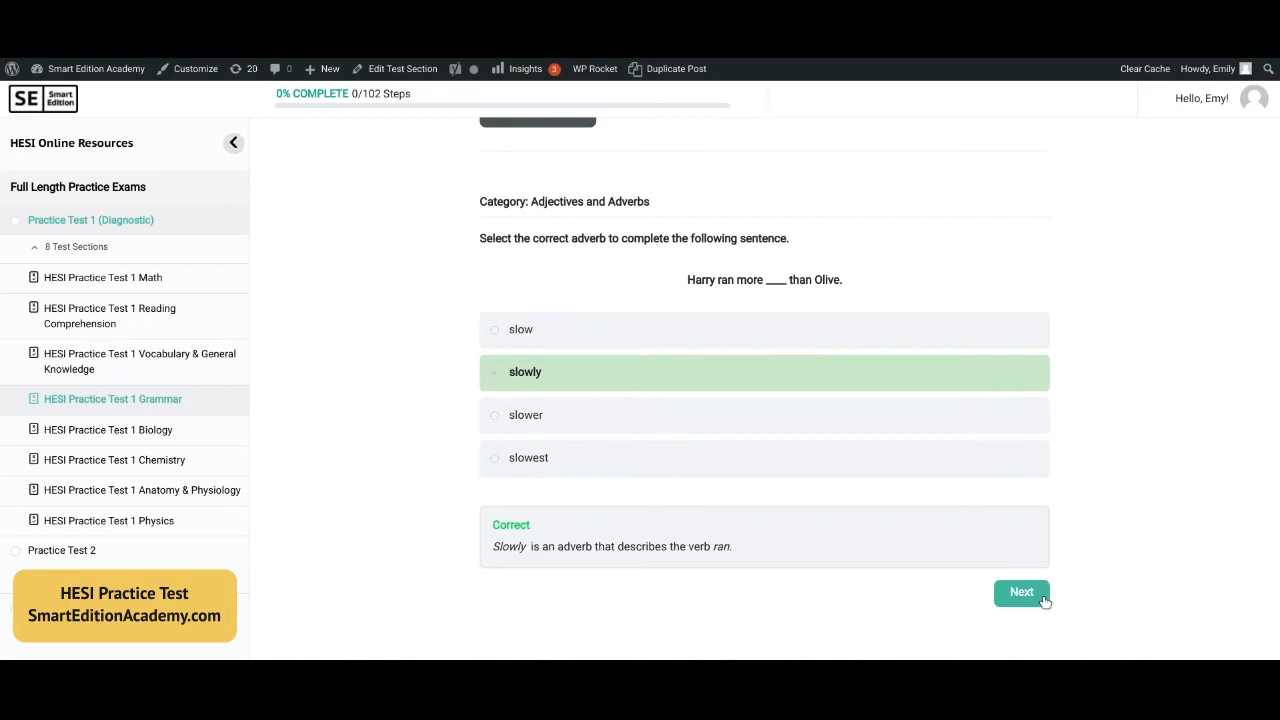 Smart Edition Academy Customize 20 0 New Edit Test Section Insights 3 WP Rocket Duplicate Post Clear Cache Howdy, Emily
SE Smart Edition
0% COMPLETE 0/102 Steps
Hello, Emy!
HESI Online Resources
Full Length Practice Exams
Practice Test 1 (Diagnostic)
8 Test Sections
HESI Practice Test 1 Math
HESI Practice Test 1 Reading
Comprehension
HESI Practice Test 1 Vocabulary & General
Knowledge
HESI Practice Test 1 Grammar
HESI Practice Test 1 Biology
HESI Practice Test 1 Chemistry
HESI Practice Test 1 Anatomy & Physiology
HESI Practice Test 1 Physics
Practice Test 2
HESI Practice Test
SmartEditionAcademy.com
Category: Adjectives and Adverbs
Select the correct adverb to complete the following sentence.
Harry ran more ____ than Olive.
slow
slowly
slower
slowest
Correct
Slowly is an adverb that describes the verb ran.
Next